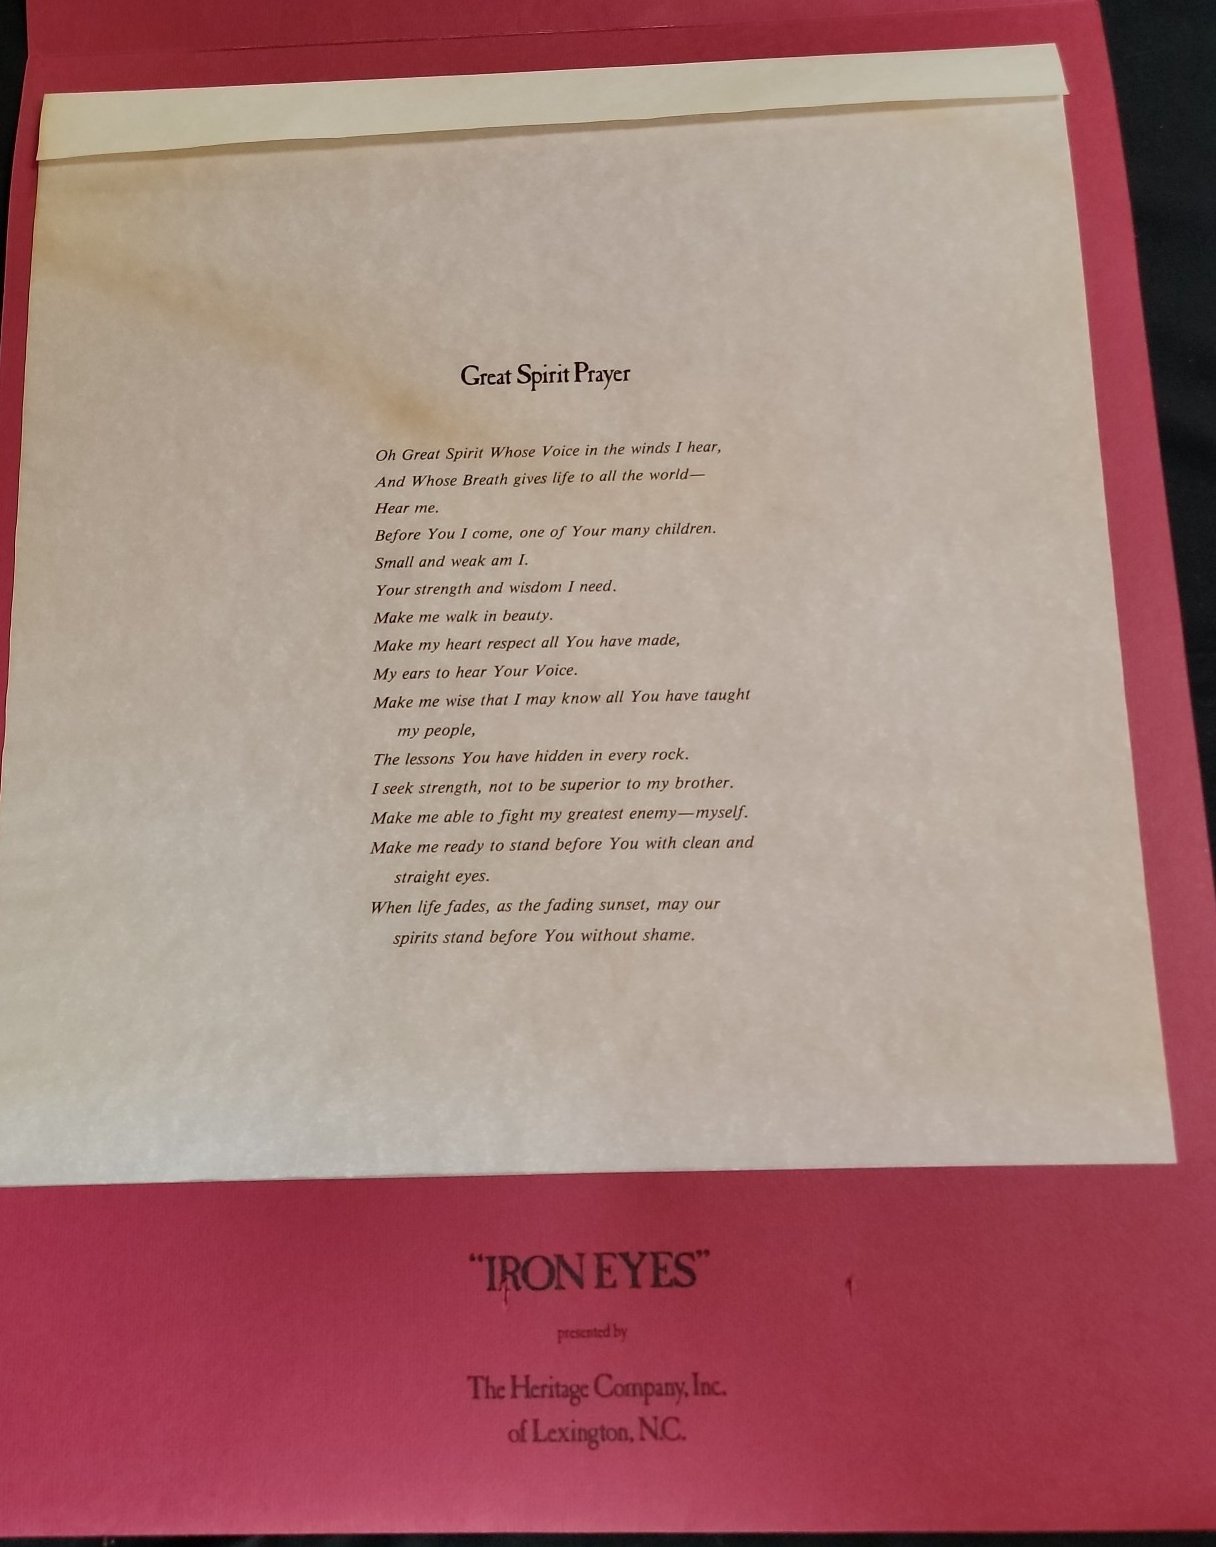 Great Spirit Prayer
Oh Great Spirit Whose Voice in the winds I hear,
And Whose Breath gives life to all the world—
Hear me.
Before You I come, one of Your many children.
Small and weak am I.
Your strength and wisdom I need.
Make me walk in beauty.
Make my heart respect all You have made,
My ears to hear Your Voice.
Make me wise that I may know all You have taught
my people,
The lessons You have hidden in every rock.
I seek strength, not to be superior to my brother.
Make me able to fight my greatest enemy—myself.
Make me ready to stand before You with clean and
straight eyes.
When life fades, as the fading sunset, may our
spirits stand before You without shame.
“IRON EYES”
presented by
The Heritage Company, Inc.
of Lexington, N.C.